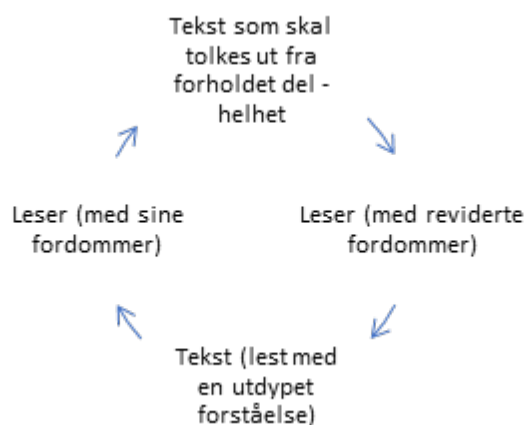 Tekst som skal
tolkes ut fra
forholdet del -
helhet
Leser (med sine
fordommer)
Leser (med reviderte
fordommer)
Tekst (lest med
en utdypet
forståelse)